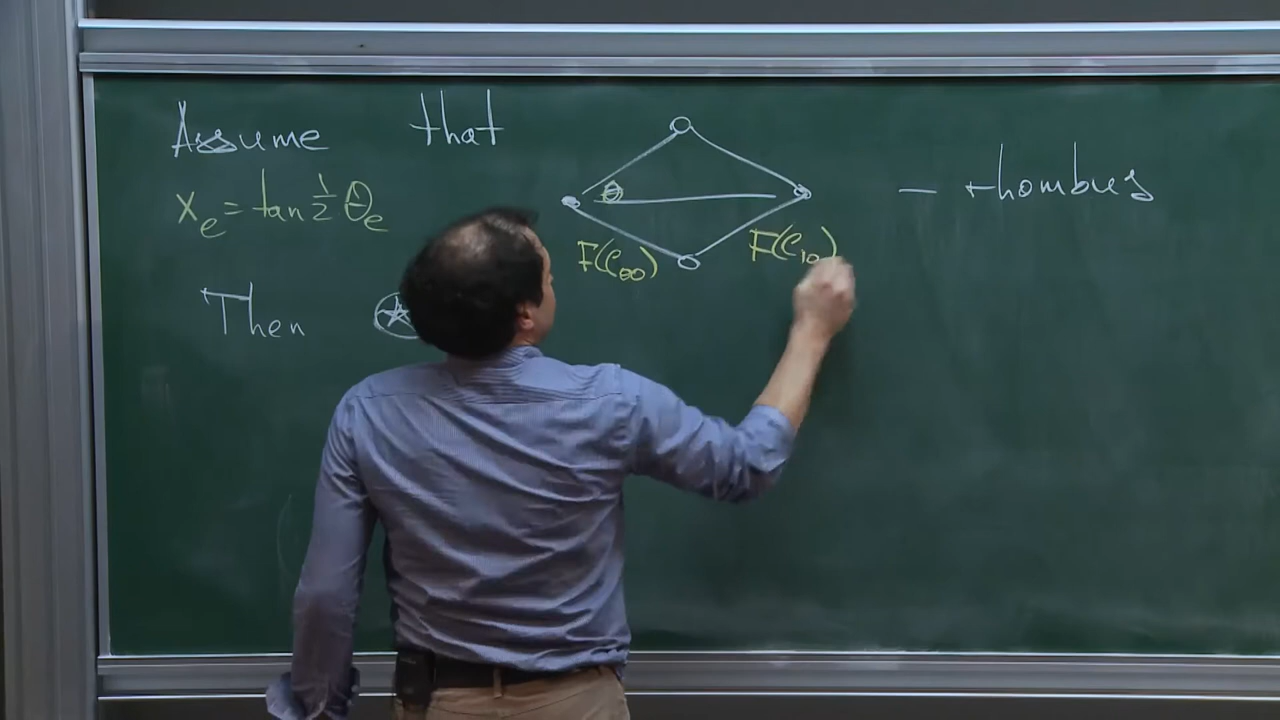 Assume that
– rhombus
x_e = tan ½ θ_e
θ
F(c_00) F(c_10)
Then ⍟